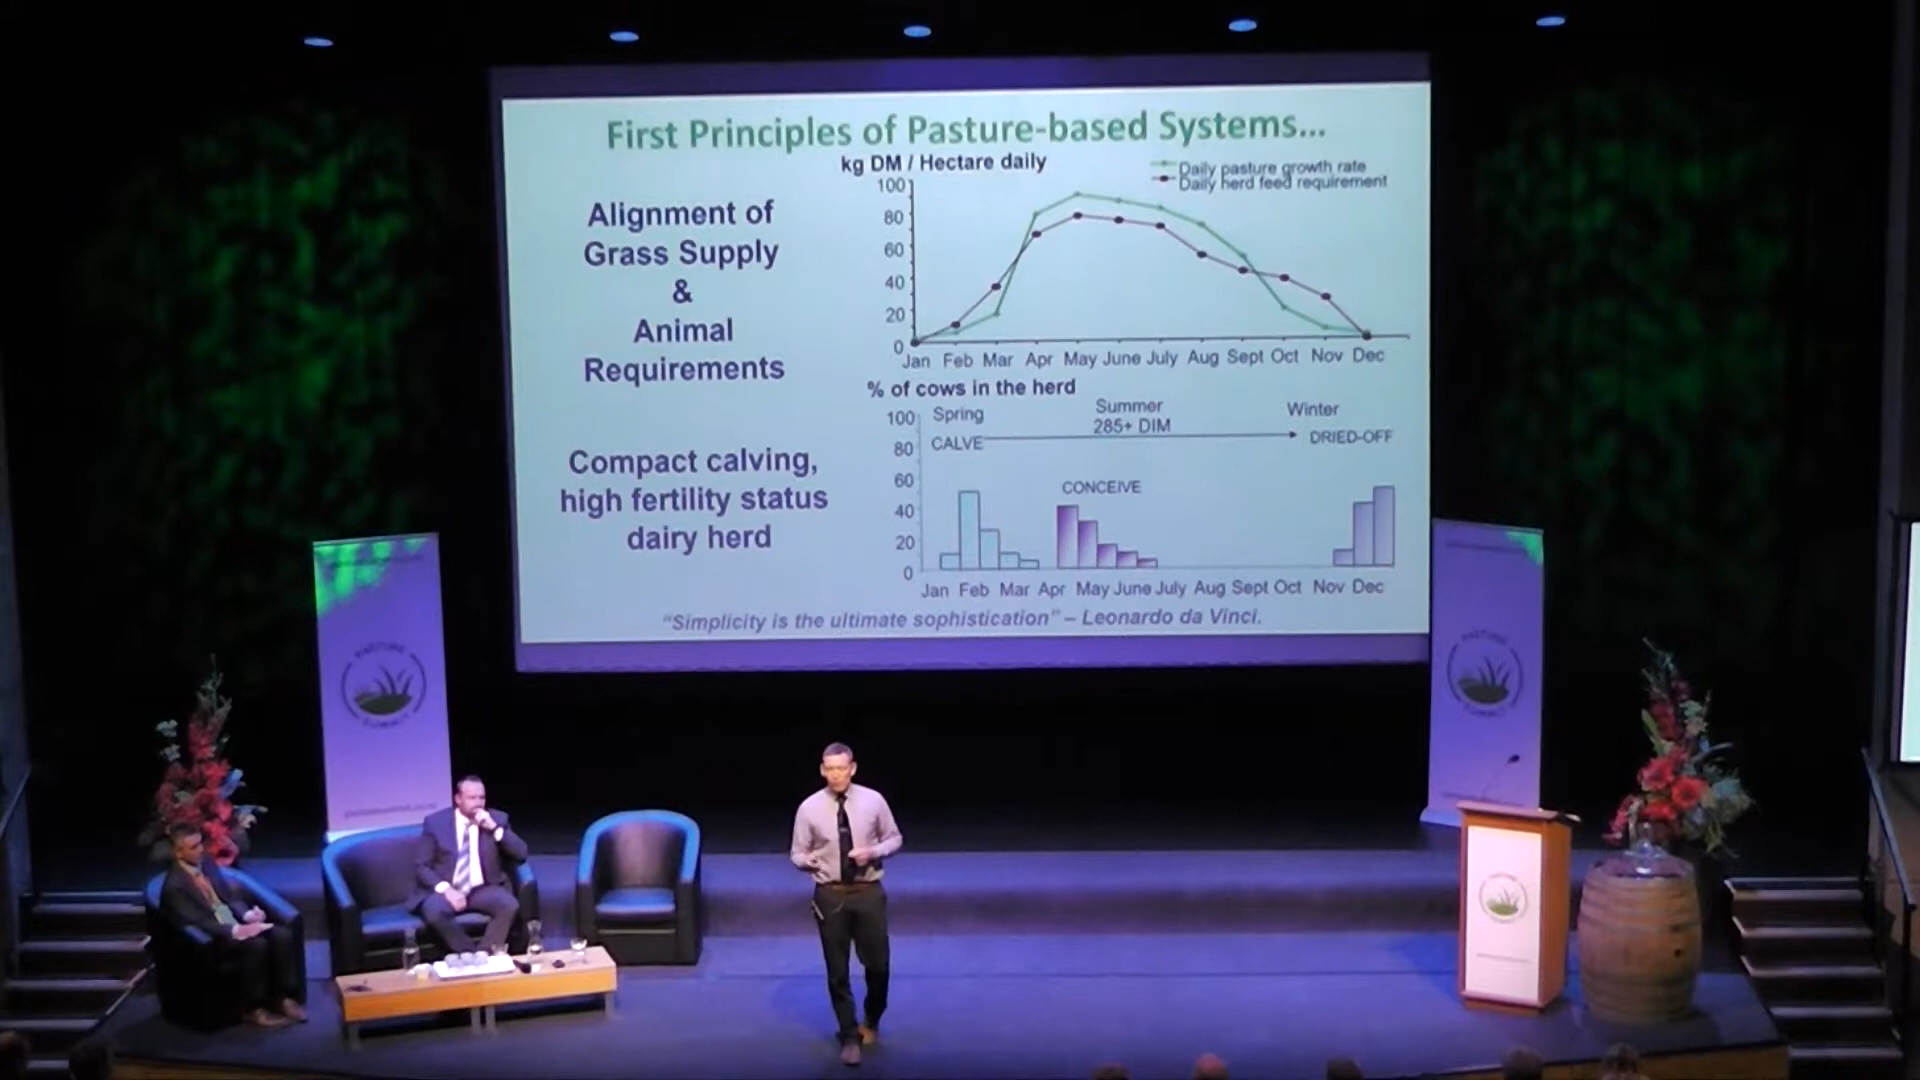 First Principles of Pasture-based Systems...
kg DM / Hectare daily
Daily pasture growth rate
Daily herd feed requirement
Alignment of
Grass Supply
&
Animal
Requirements
100
80
60
40
20
0
Jan Feb Mar Apr May June July Aug Sept Oct Nov Dec
% of cows in the herd
100
80
60
40
20
0
Spring
Summer
Winter
285+ DIM
CALVE
DRIED-OFF
CONCEIVE
Compact calving,
high fertility status
dairy herd
Jan Feb Mar Apr May June July Aug Sept Oct Nov Dec
"Simplicity is the ultimate sophistication" – Leonardo da Vinci.
PASTURE
SUMMIT
PASTURE
SUMMIT